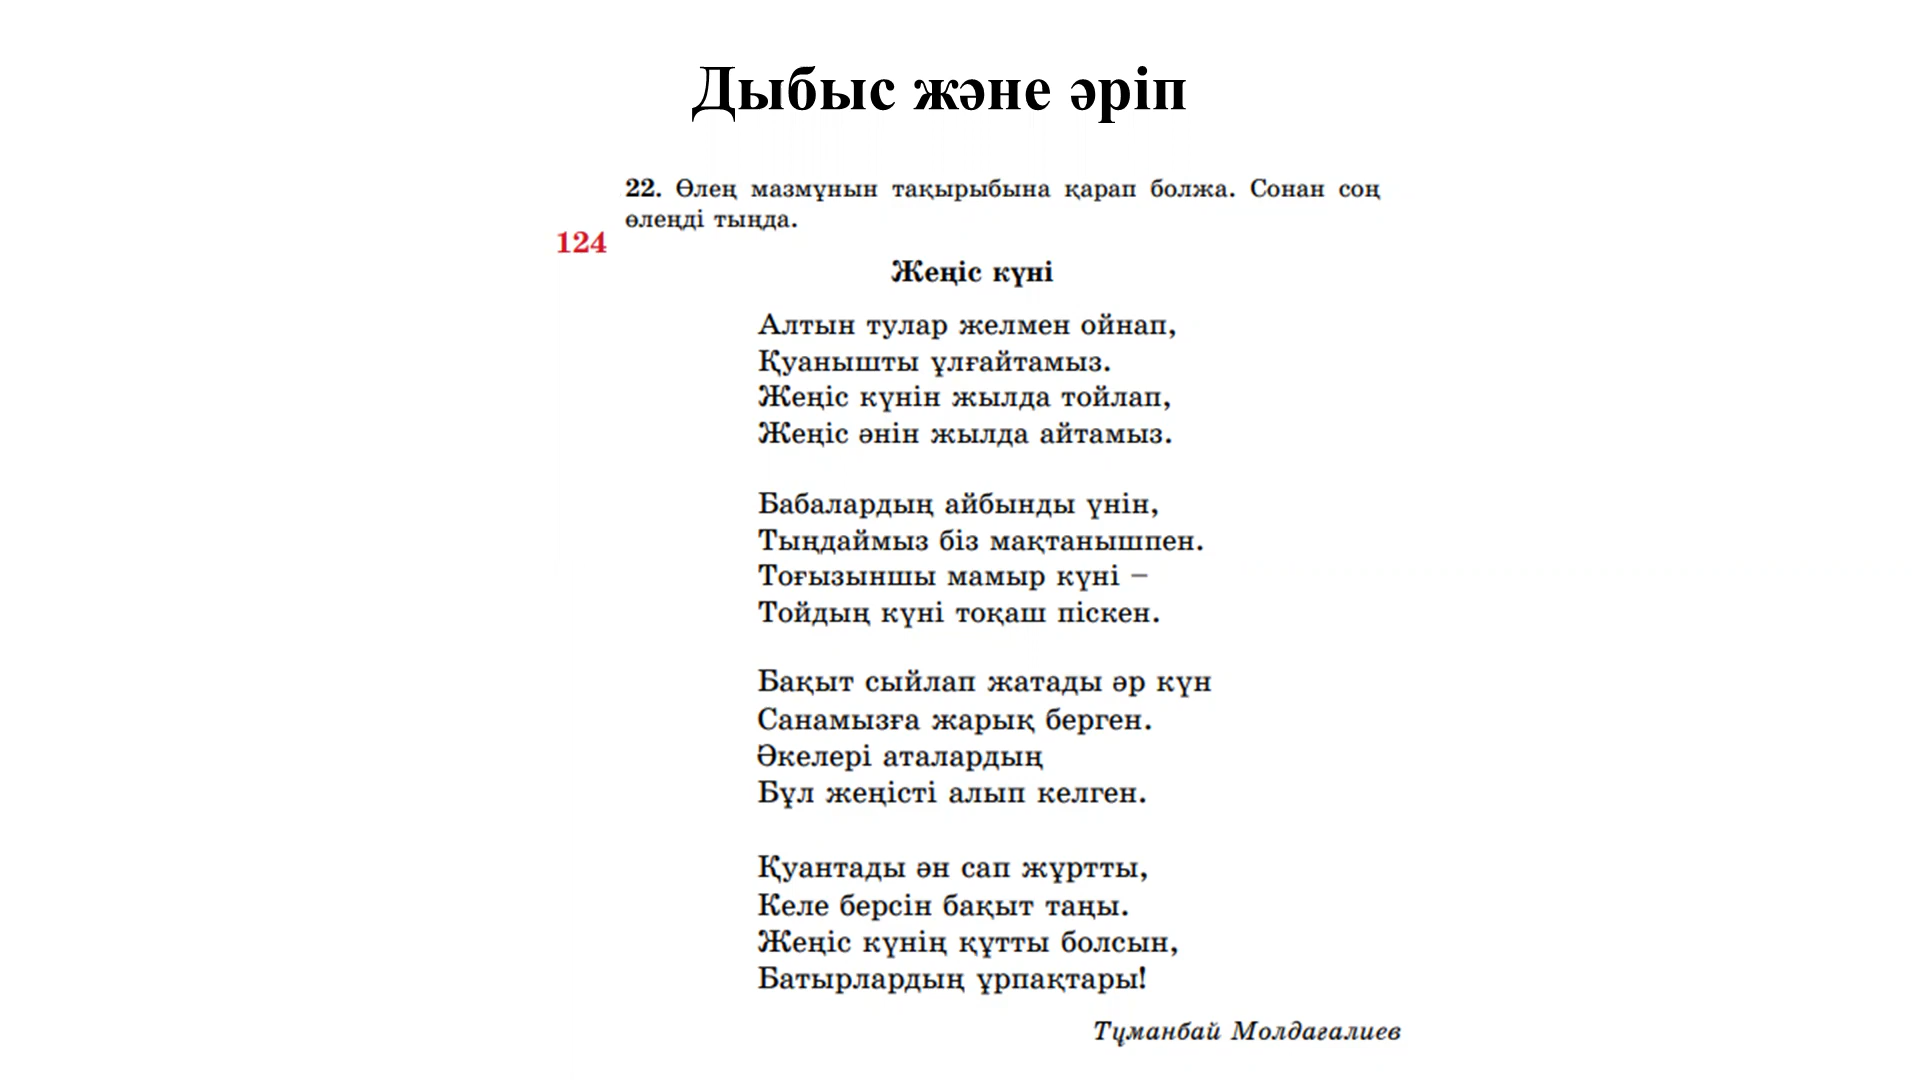 Дыбыс және әріп
22. Өлең мазмұнын тақырыбына қарап болжа. Сонан соң
өлеңді тыңда.
124
Жеңіс күні
Алтын тулар желмен ойнап,
Қуанышты ұлғайтамыз.
Жеңіс күнін жылда тойлап,
Жеңіс әнін жылда айтамыз.
Бабалардың айбынды үнін,
Тыңдаймыз біз мақтанышпен.
Тоғызыншы мамыр күні –
Тойдың күні тоқаш піскен.
Бақыт сыйлап жатады әр күн
Санамызға жарық берген.
Әкелері аталардың
Бұл жеңісті алып келген.
Қуантады ән сап жұртты,
Келе берсін бақыт таңы.
Жеңіс күнің құтты болсын,
Батырлардың ұрпақтары!
Тұманбай Молдағалиев